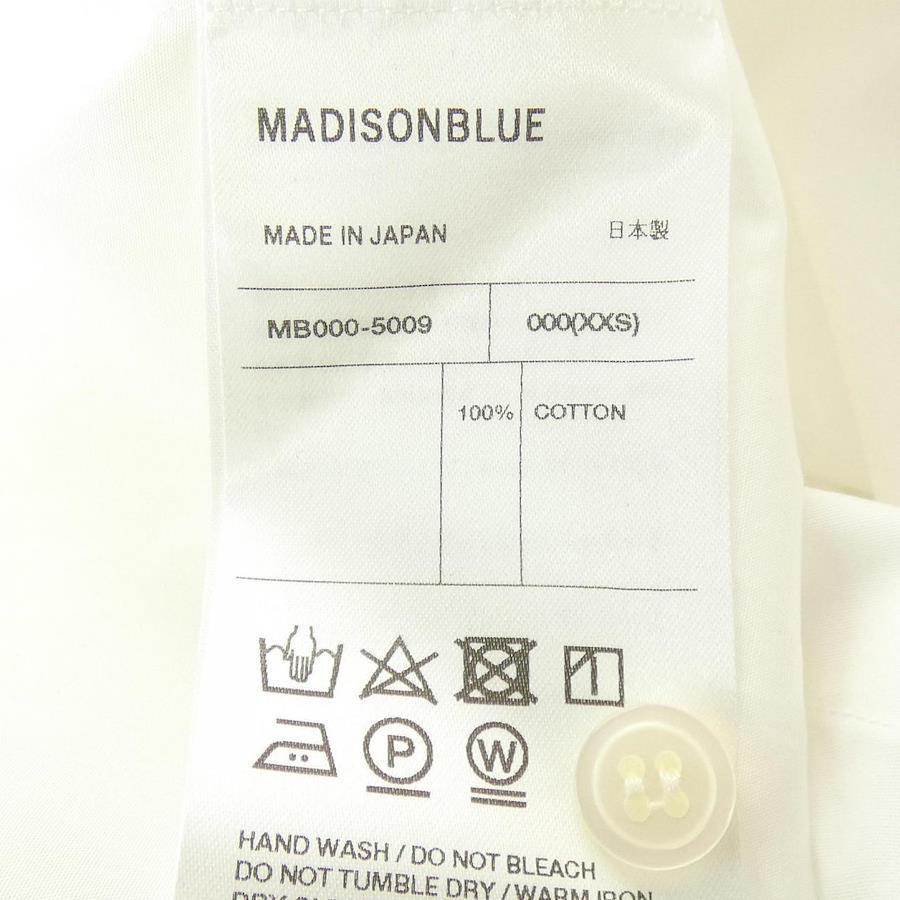 MADISONBLUE
MADE IN JAPAN 日本製
MB000-5009 000(XXS)
100% COTTON
P W
HAND WASH / DO NOT BLEACH
DO NOT TUMBLE DRY / WARM IRON